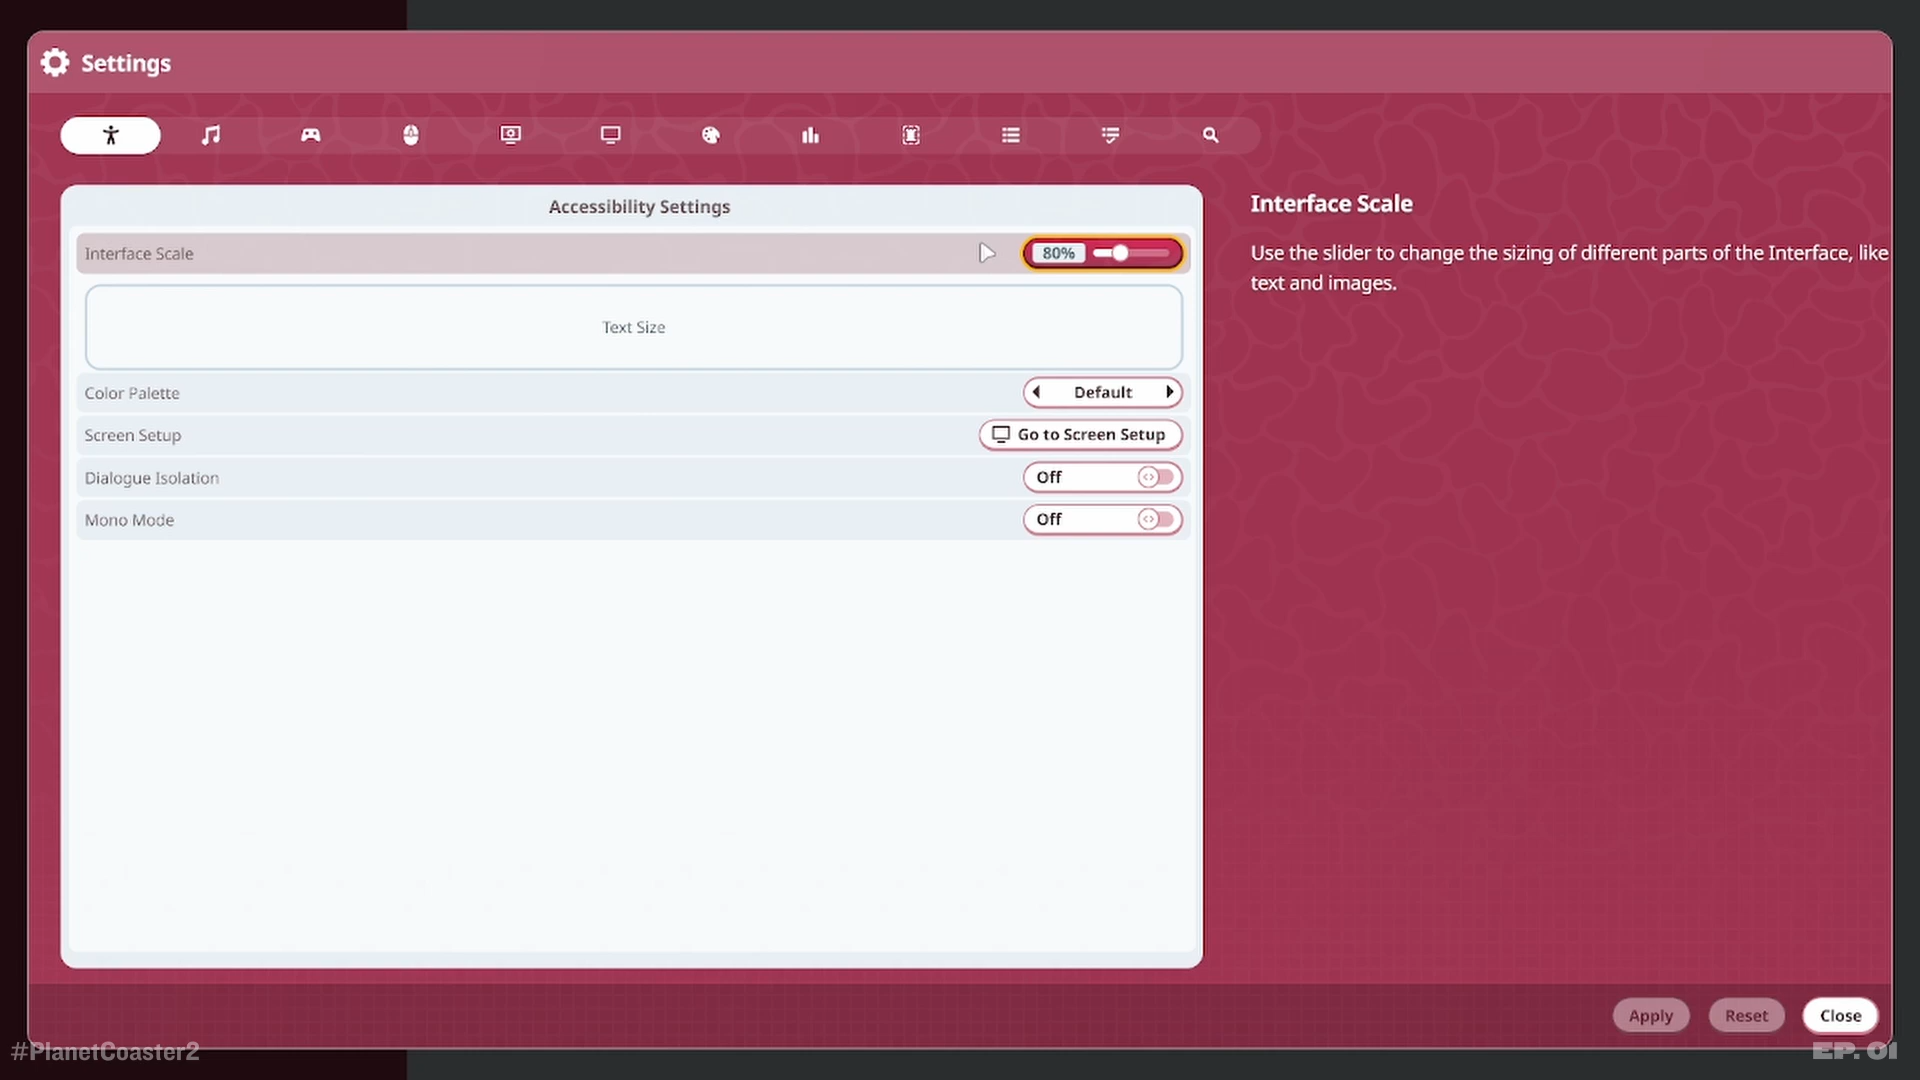 Settings
Accessibility Settings
Interface Scale
80%
Text Size
Color Palette
Default
Screen Setup
Go to Screen Setup
Dialogue Isolation
Off
Mono Mode
Off
Interface Scale
Use the slider to change the sizing of different parts of the Interface, like
text and images.
Apply
Reset
Close
#PlanetCoaster2
EP. 01